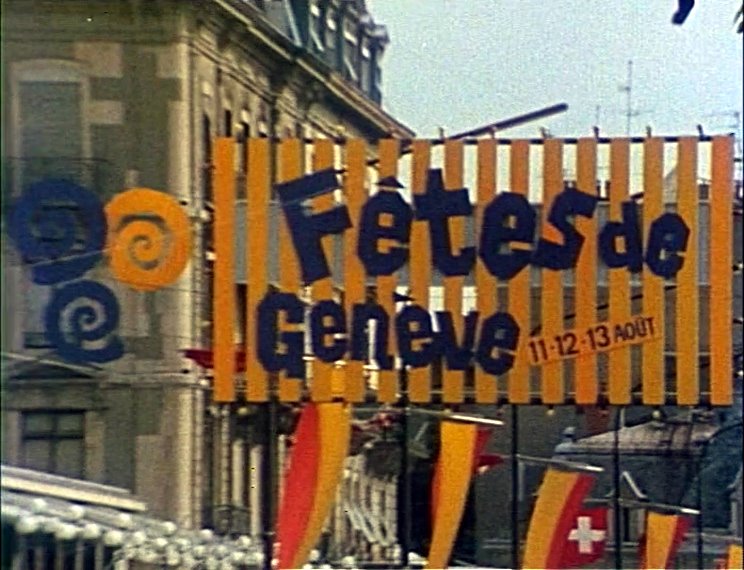 Fêtes de
Genève
11·12·13 AOÛT